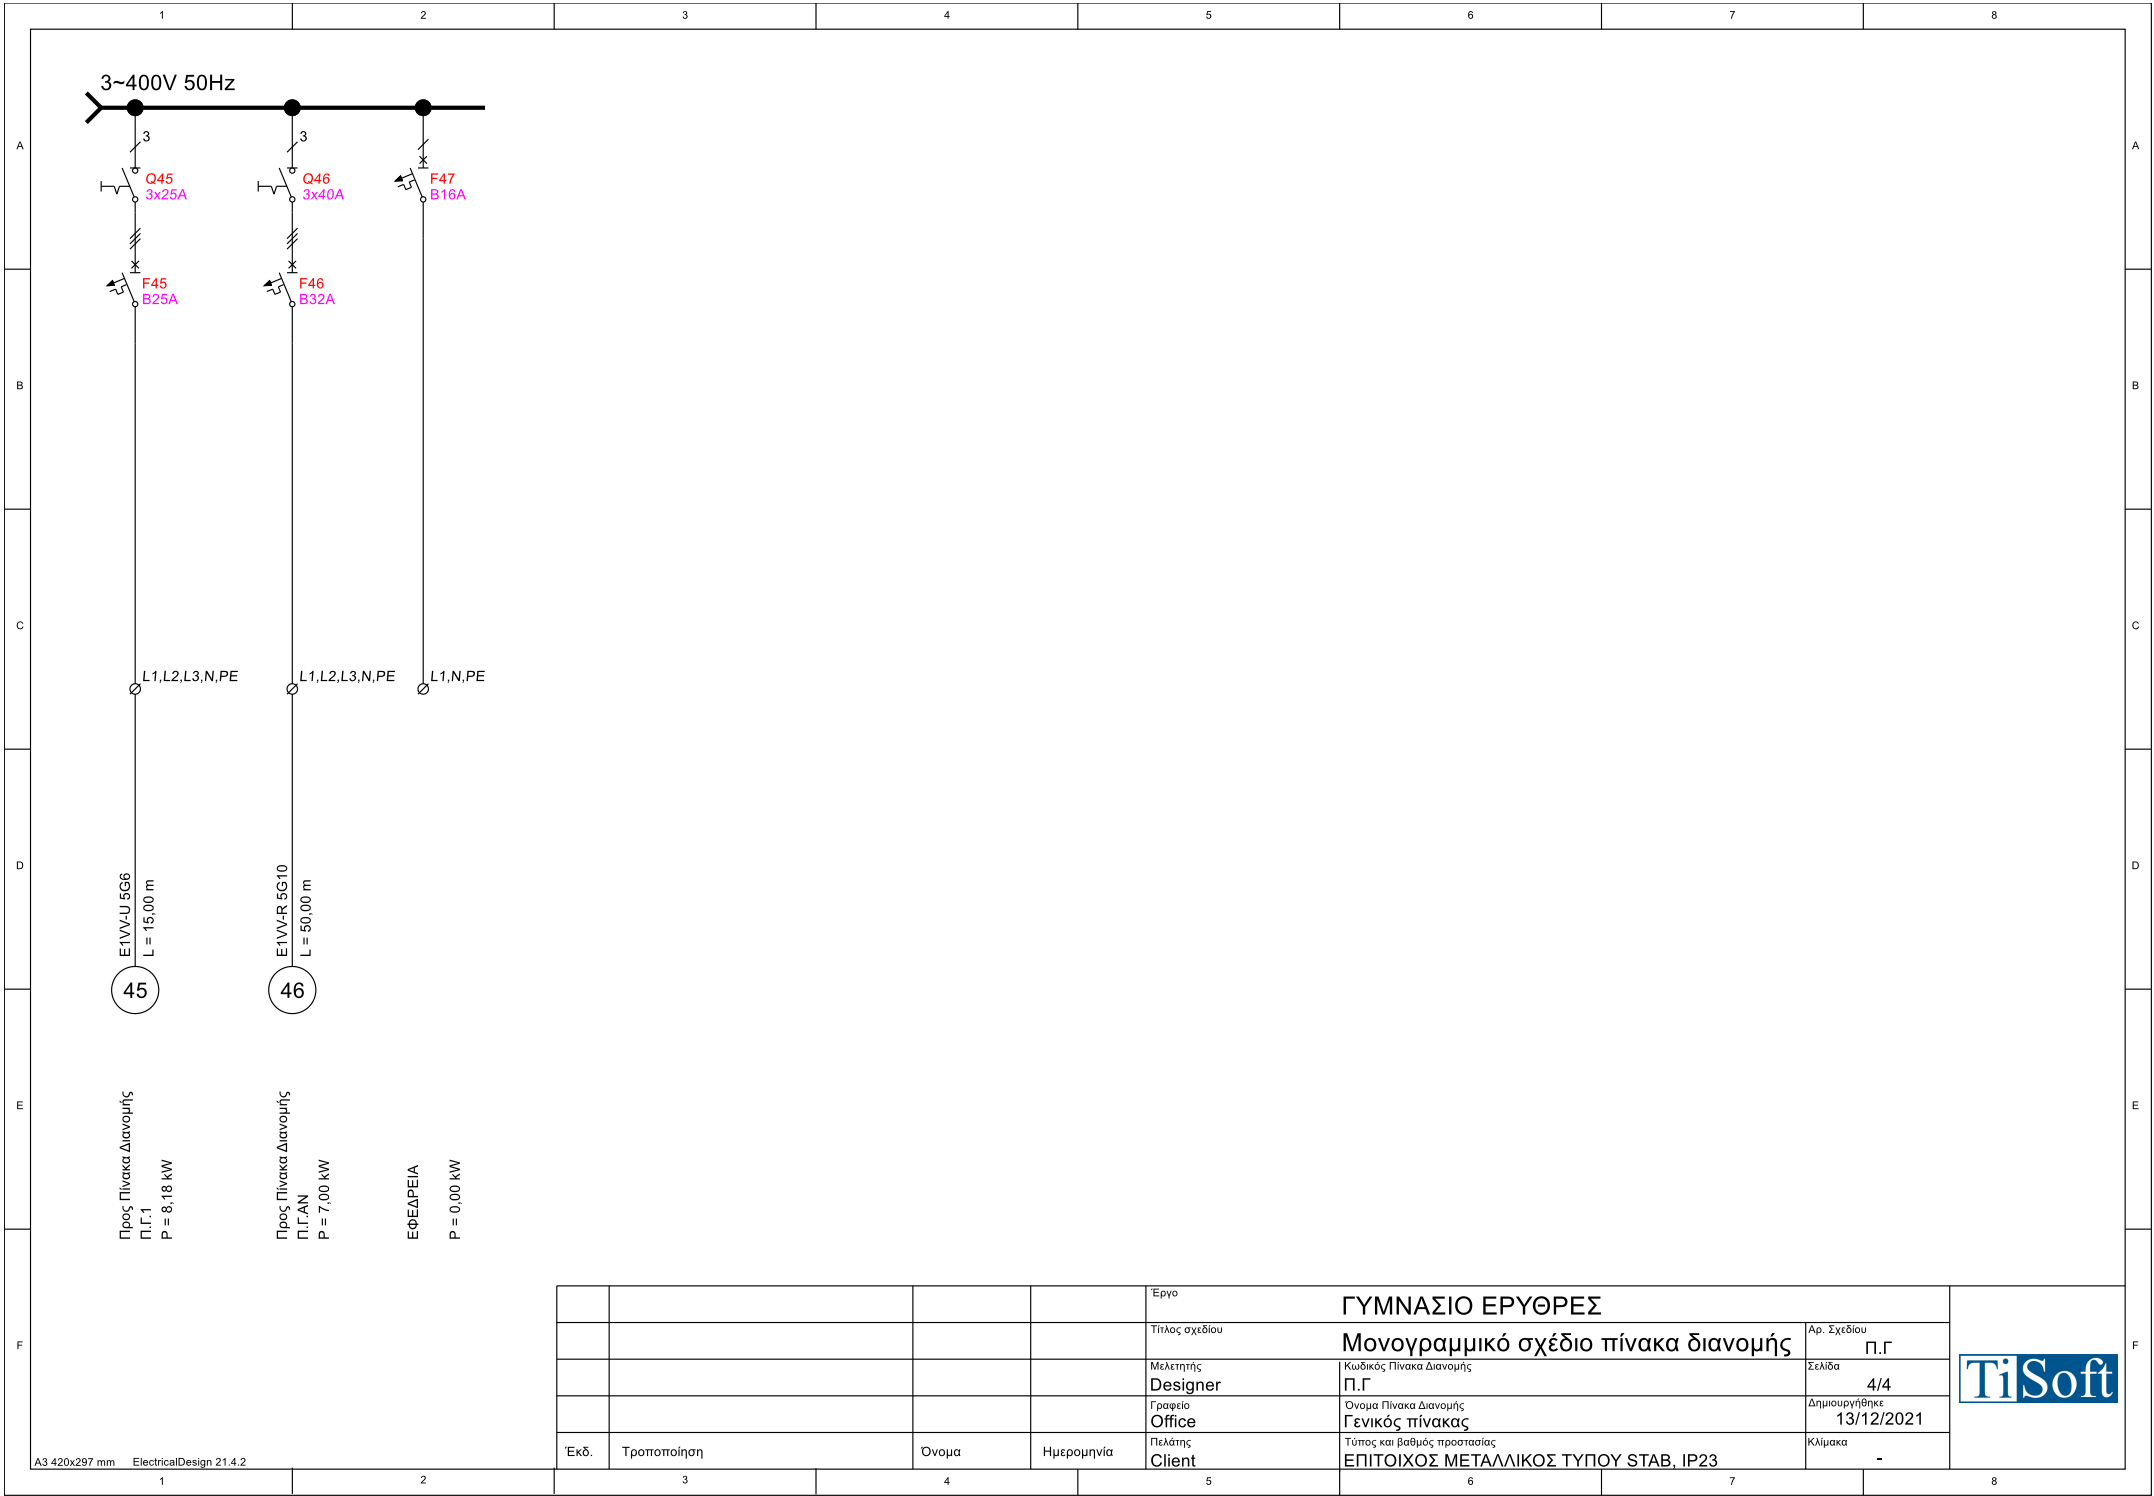 1 2 3 4 5 6 7 8
3~400V 50Hz
A A
3 3
Q45 Q46 F47
3x25A 3x40A B16A
F45 F46
B25A B32A
B B
C C
L1,L2,L3,N,PE L1,L2,L3,N,PE L1,N,PE
D D
E1VV-U 5G6
L = 15,00 m
E1VV-R 5G10
L = 50,00 m
45 46
E E
Προς Πίνακα Διανομής
Π.Γ.1
P = 8,18 kW
Προς Πίνακα Διανομής
Π.Γ.ΑΝ
P = 7,00 kW
ΕΦΕΔΡΕΙΑ
P = 0,00 kW
F F
Έργο
ΓΥΜΝΑΣΙΟ ΕΡΥΘΡΕΣ
Τίτλος σχεδίου
Μονογραμμικό σχέδιο πίνακα διανομής
Αρ. Σχεδίου
Π.Γ
Μελετητής
Designer
Κωδικός Πίνακα Διανομής
Π.Γ
Σελίδα
4/4
Γραφείο
Office
Όνομα Πίνακα Διανομής
Γενικός πίνακας
Δημιουργήθηκε
13/12/2021
Έκδ. Τροποποίηση Όνομα Ημερομηνία
Πελάτης
Client
Τύπος και βαθμός προστασίας
ΕΠΙΤΟΙΧΟΣ ΜΕΤΑΛΛΙΚΟΣ ΤΥΠΟΥ STAB, IP23
Κλίμακα
-
TiSoft
A3 420x297 mm ElectricalDesign 21.4.2
1 2 3 4 5 6 7 8